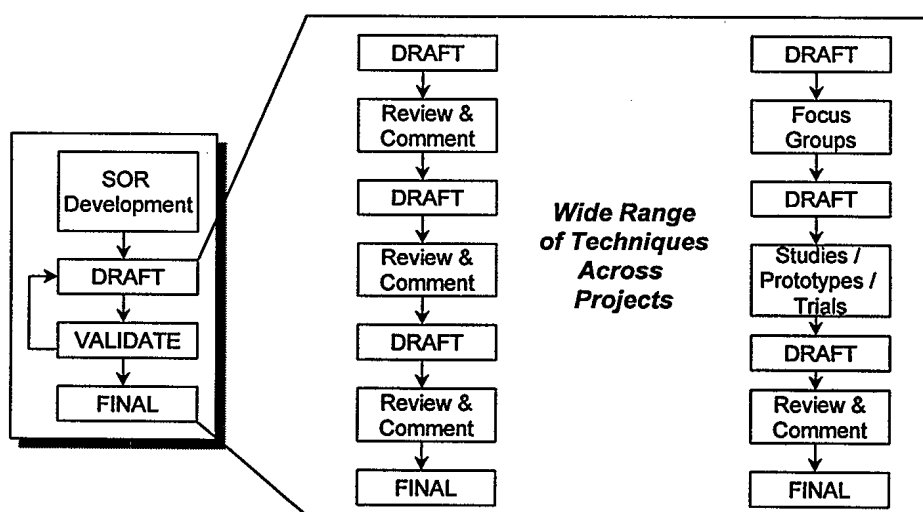 SOR
Development
DRAFT
VALIDATE
FINAL
DRAFT
Review &
Comment
DRAFT
Review &
Comment
DRAFT
Review &
Comment
FINAL
Wide Range
of Techniques
Across
Projects
DRAFT
Focus
Groups
DRAFT
Studies /
Prototypes /
Trials
DRAFT
Review &
Comment
FINAL